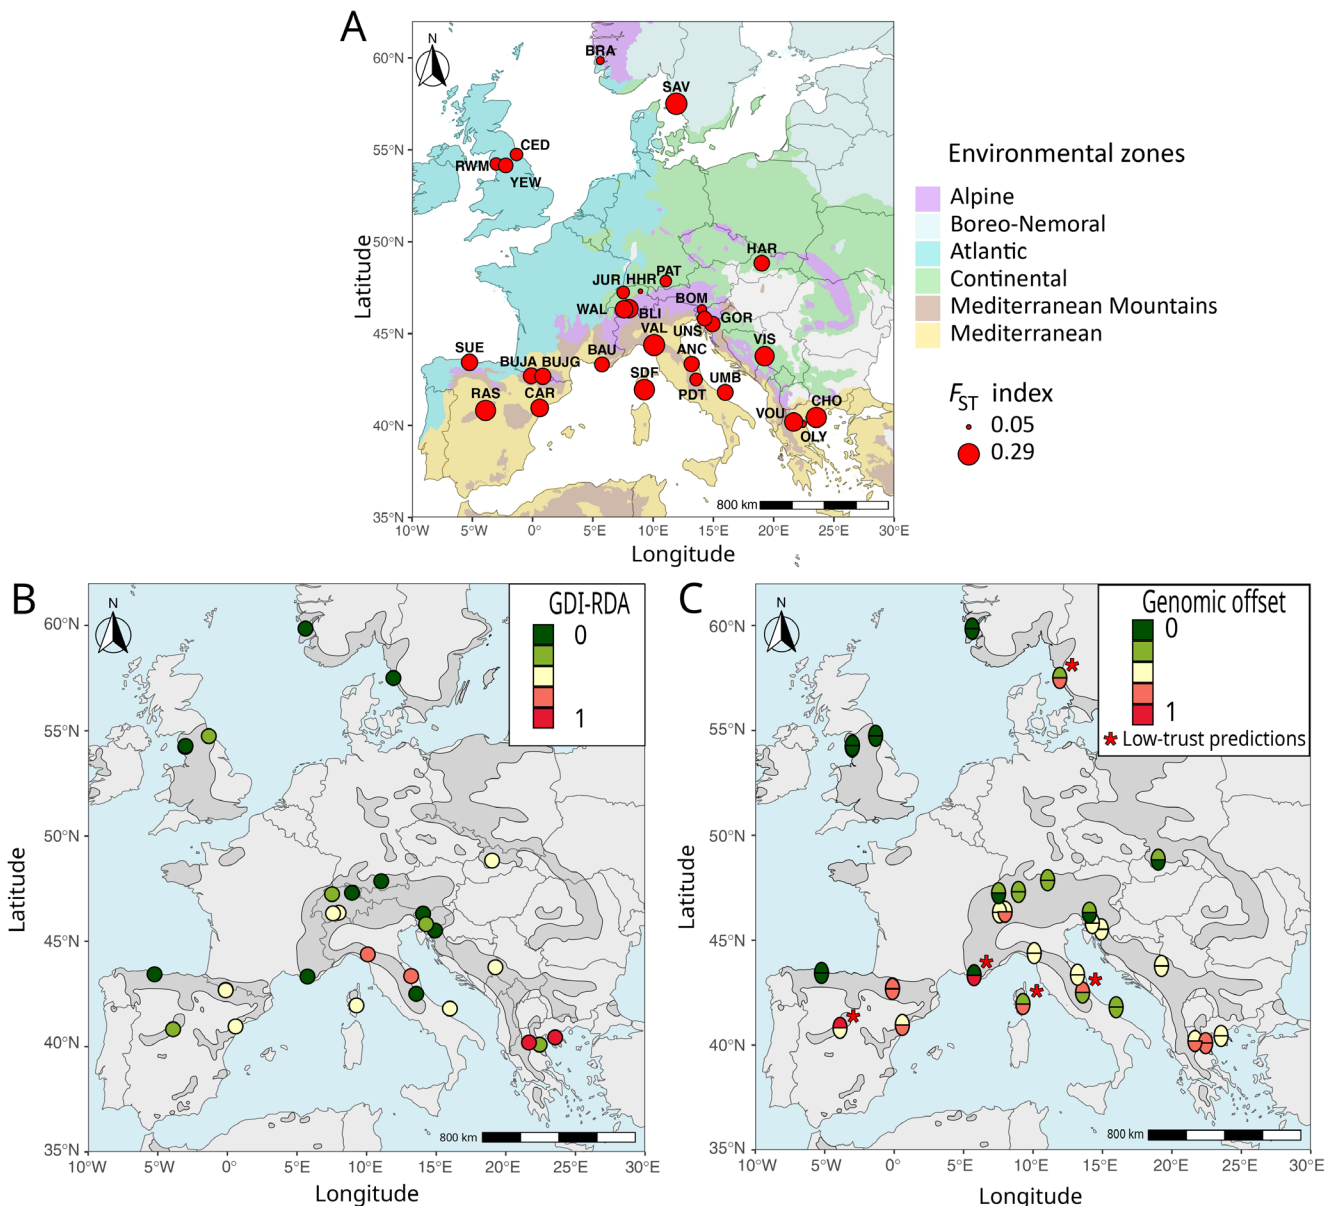 A
N
60°N
55°N
50°N
45°N
40°N
35°N
Latitude
BRA
SAV
CED
RWM
YEW
HAR
JUR
HHR
PAT
WAL
BLI
BOM
GOR
VAL
UNS
VIS
SUE
BUJA
BUJG
BAU
ANC
RAS
CAR
SDF
PDT
UMB
VOU
CHO
OLY
800 km
10°W
5°W
0°
5°E
10°E
15°E
20°E
25°E
30°E
Longitude
Environmental zones
Alpine
Boreo-Nemoral
Atlantic
Continental
Mediterranean Mountains
Mediterranean
FST index
0.05
0.29
B
N
GDI-RDA
0
1
60°N
55°N
50°N
45°N
40°N
35°N
Latitude
800 km
10°W
5°W
0°
5°E
10°E
15°E
20°E
25°E
30°E
Longitude
C
N
Genomic offset
0
1
* Low-trust predictions
60°N
55°N
50°N
45°N
40°N
35°N
Latitude
800 km
10°W
5°W
0°
5°E
10°E
15°E
20°E
25°E
30°E
Longitude